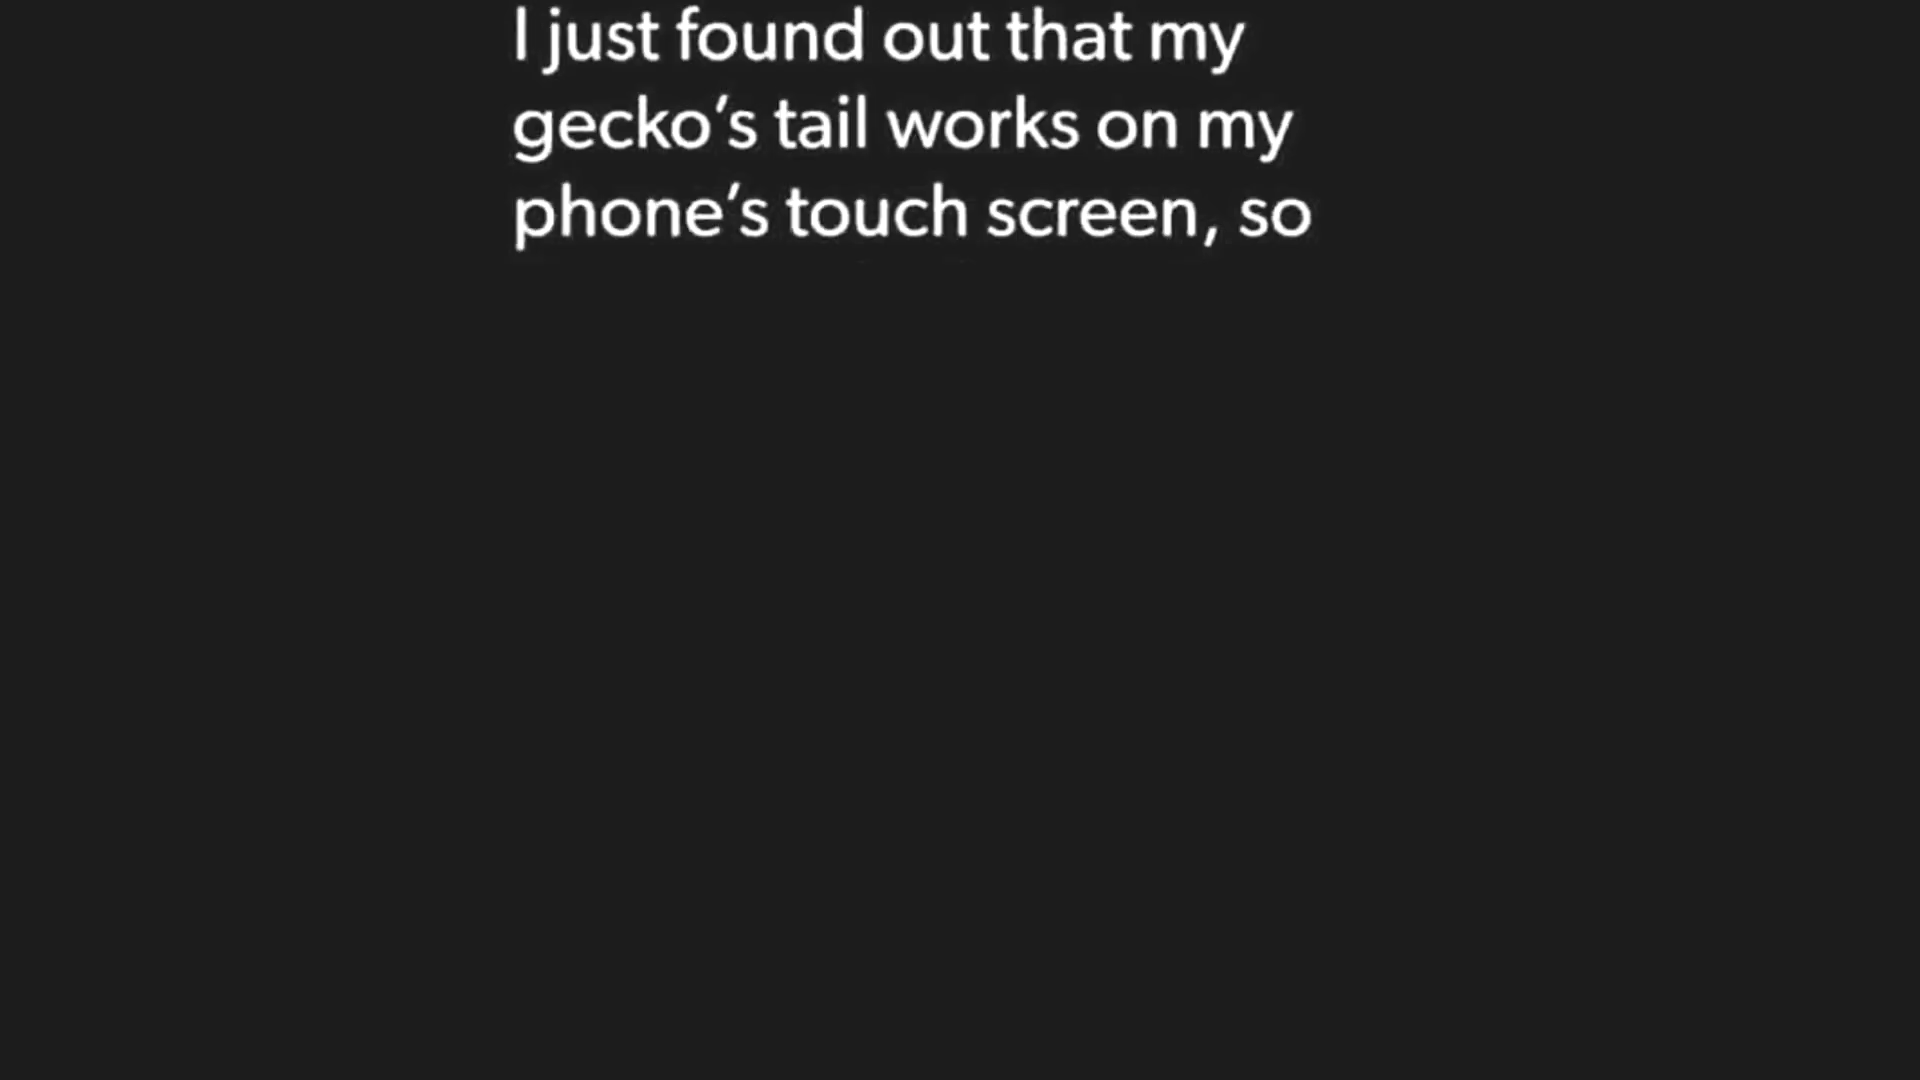 I just found out that my
gecko’s tail works on my
phone’s touch screen, so